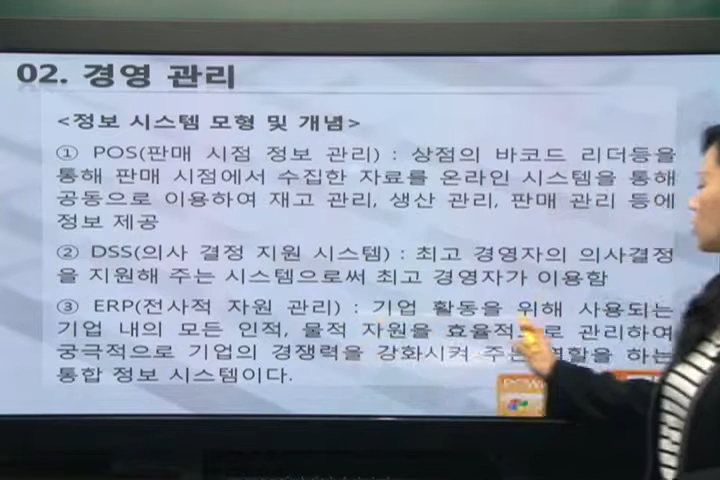 02. 경영 관리
<정보 시스템 모형 및 개념>
① POS(판매 시점 정보 관리) : 상점의 바코드 리더등을
통해 판매 시점에서 수집한 자료를 온라인 시스템을 통해
공동으로 이용하여 재고 관리, 생산 관리, 판매 관리 등에
정보 제공
② DSS(의사 결정 지원 시스템) : 최고 경영자의 의사결정
을 지원해 주는 시스템으로써 최고 경영자가 이용함
③ ERP(전사적 자원 관리) : 기업 활동을 위해 사용되는
기업 내의 모든 인적, 물적 자원을 관리하여
궁극적으로 기업의 경쟁력을 강화시켜 하는
통합 정보 시스템이다.